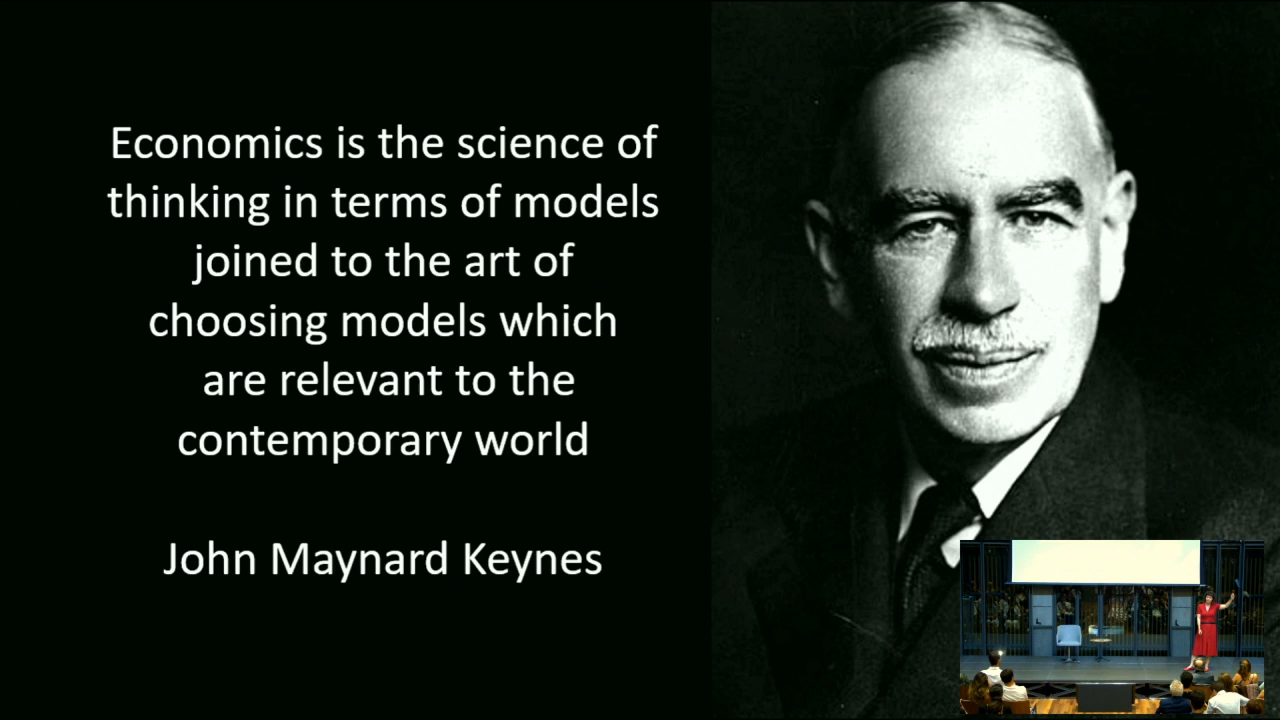 Economics is the science of
thinking in terms of models
joined to the art of
choosing models which
are relevant to the
contemporary world
John Maynard Keynes